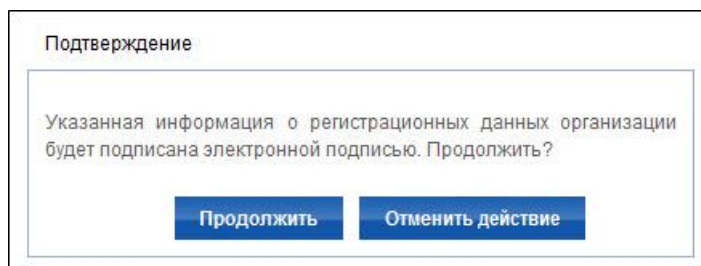 Подтверждение
Указанная информация о регистрационных данных организации
будет подписана электронной подписью. Продолжить?
Продолжить Отменить действие